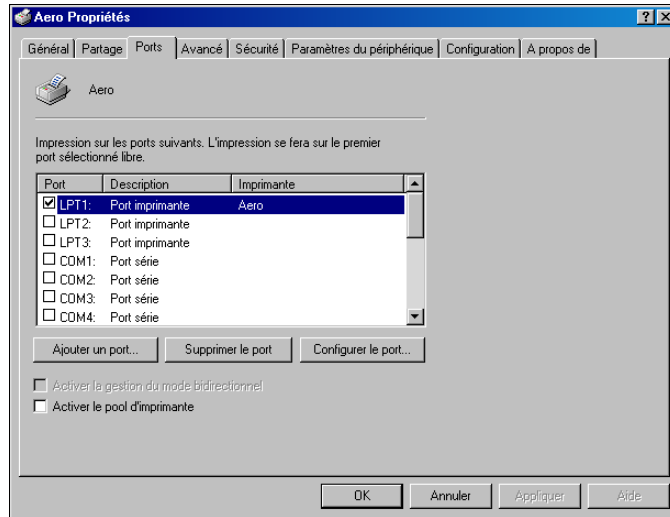 Aero Propriétés
Général Partage Ports Avancé Sécurité Paramètres du périphérique Configuration A propos de
Aero
Impression sur les ports suivants. L'impression se fera sur le premier
port sélectionné libre.
Port Description Imprimante
LPT1: Port imprimante Aero
LPT2: Port imprimante
LPT3: Port imprimante
COM1: Port série
COM2: Port série
COM3: Port série
COM4: Port série
Ajouter un port... Supprimer le port Configurer le port...
Activer la gestion du mode bidirectionnel
Activer le pool d'imprimante
OK Annuler Appliquer Aide